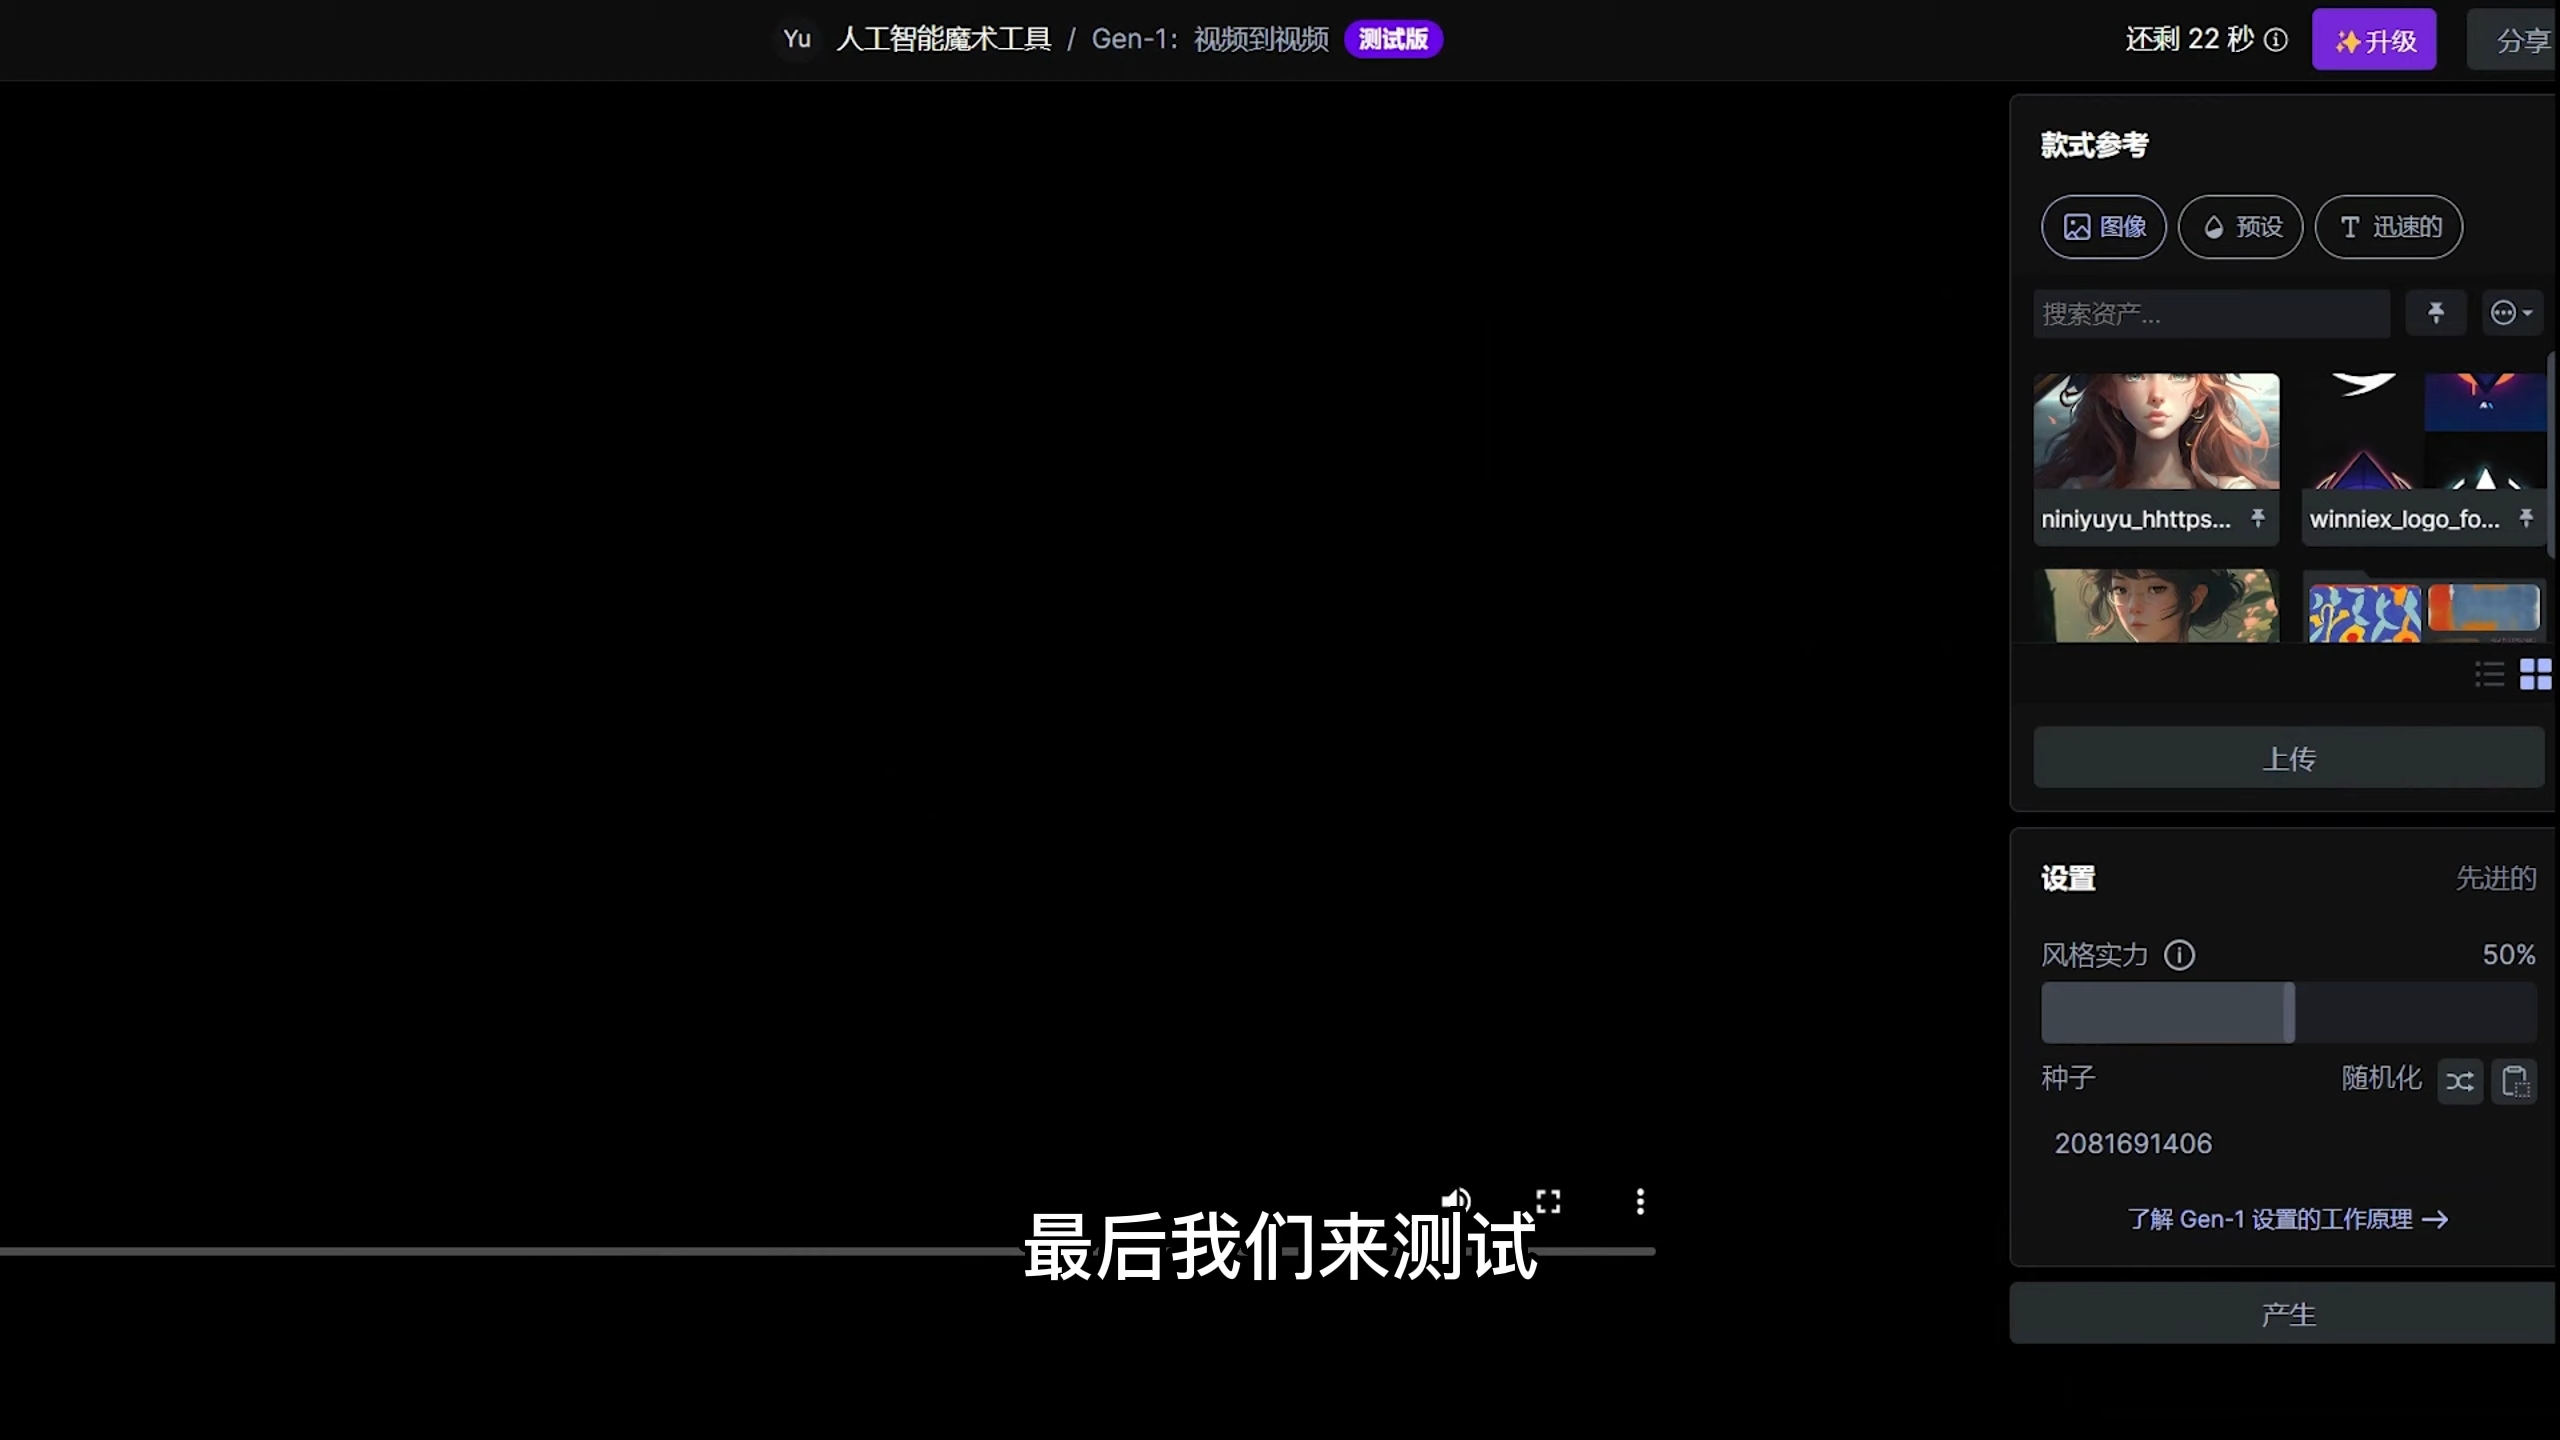 Yu 人工智能魔术工具 / Gen-1：视频到视频 测试版
还剩 22 秒 升级 分享
款式参考
图像 预设 迅速的
搜索资产...
niniyuyu_hhttps... winniex_logo_fo...
上传
设置 先进的
风格实力 50%
种子 随机化
2081691406
了解 Gen-1 设置的工作原理
最后我们来测试
产生